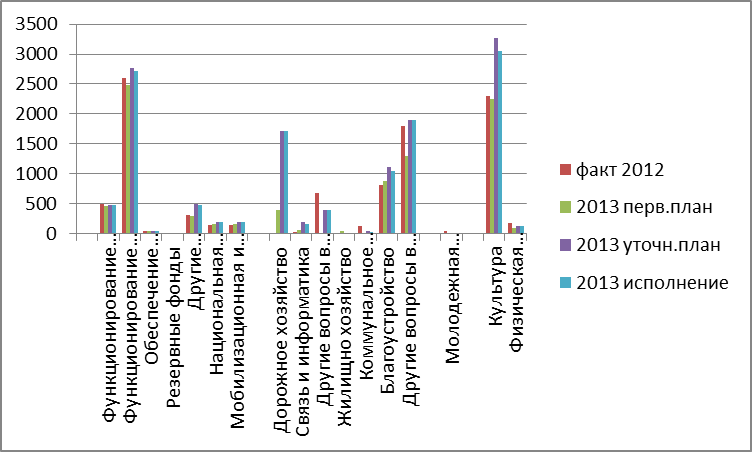 3500
3000
2500
2000
1500
1000
500
0
Функционирование...
Функционирование...
Обеспечение...
Резервные фонды
Другие...
Национальная...
Мобилизационная и...
Дорожное хозяйство
Связь и информатика
Другие вопросы в...
Жилищно хозяйство
Коммунальное...
Благоустройство
Другие вопросы в...
Молодежная...
Культура
Физическая...
факт 2012
2013 перв.план
2013 уточн.план
2013 исполнение